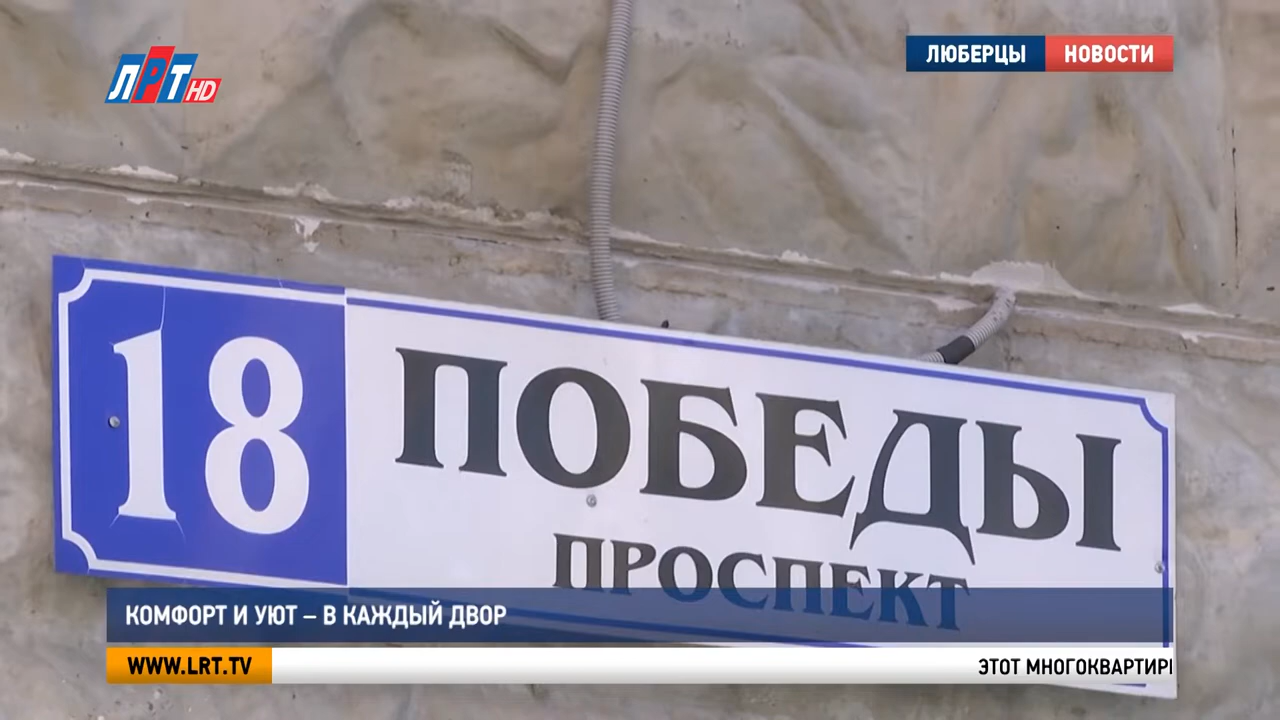 ЛРТ HD
ЛЮБЕРЦЫ НОВОСТИ
18 ПОБЕДЫ
ПРОСПЕКТ
КОМФОРТ И УЮТ – В КАЖДЫЙ ДВОР
WWW.LRT.TV
ЭТОТ МНОГОКВАРТИР